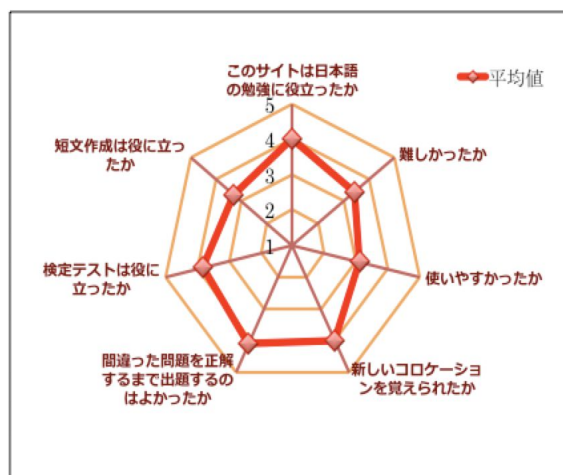 このサイトは日本語
の勉強に役立ったか
平均値
5
4
3
2
1
難しかったか
使いやすかったか
新しいコロケーショ
ンを覚えられたか
間違った問題を正解
するまで出題するの
はよかったか
検定テストは役に
立ったか
短文作成は役に立っ
たか